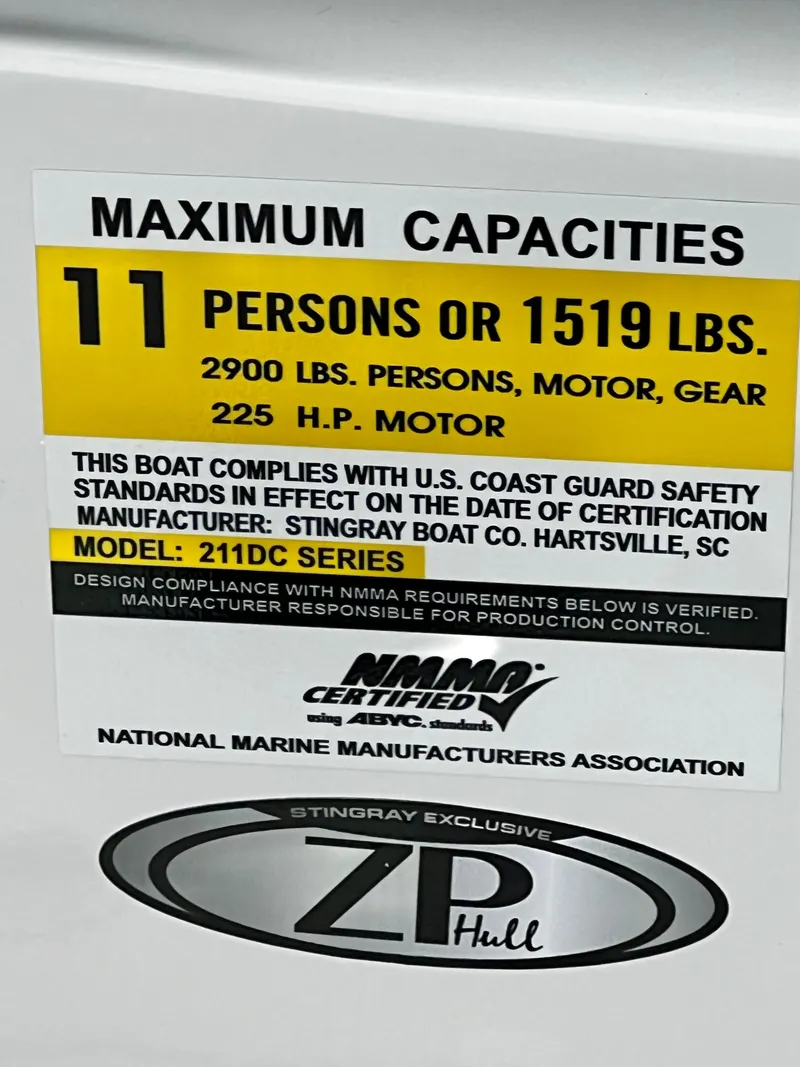 MAXIMUM CAPACITIES
11 PERSONS OR 1519 LBS.
2900 LBS. PERSONS, MOTOR, GEAR
225 H.P. MOTOR
THIS BOAT COMPLIES WITH U.S. COAST GUARD SAFETY
STANDARDS IN EFFECT ON THE DATE OF CERTIFICATION
MANUFACTURER: STINGRAY BOAT CO. HARTSVILLE, SC
MODEL: 211DC SERIES
DESIGN COMPLIANCE WITH NMMA REQUIREMENTS BELOW IS VERIFIED.
MANUFACTURER RESPONSIBLE FOR PRODUCTION CONTROL.
NMMA
CERTIFIED
using ABYC. standards
NATIONAL MARINE MANUFACTURERS ASSOCIATION
STINGRAY EXCLUSIVE
ZP
Hull